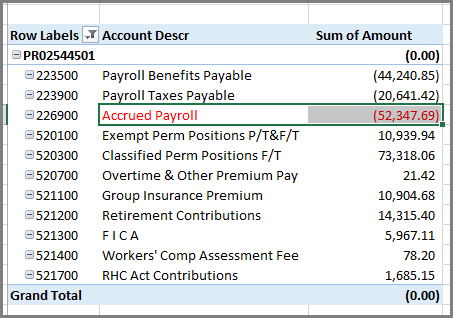 Row Labels Account Descr Sum of Amount
PR02544501 (0.00)
223500 Payroll Benefits Payable (44,240.85)
223900 Payroll Taxes Payable (20,641.42)
226900 Accrued Payroll (52,347.69)
520100 Exempt Perm Positions P/T&F/T 10,939.94
520300 Classified Perm Positions F/T 73,318.06
520700 Overtime & Other Premium Pay 21.42
521100 Group Insurance Premium 10,904.68
521200 Retirement Contributions 14,315.40
521300 F I C A 5,967.11
521400 Workers' Comp Assessment Fee 78.20
521700 RHC Act Contributions 1,685.15
Grand Total (0.00)